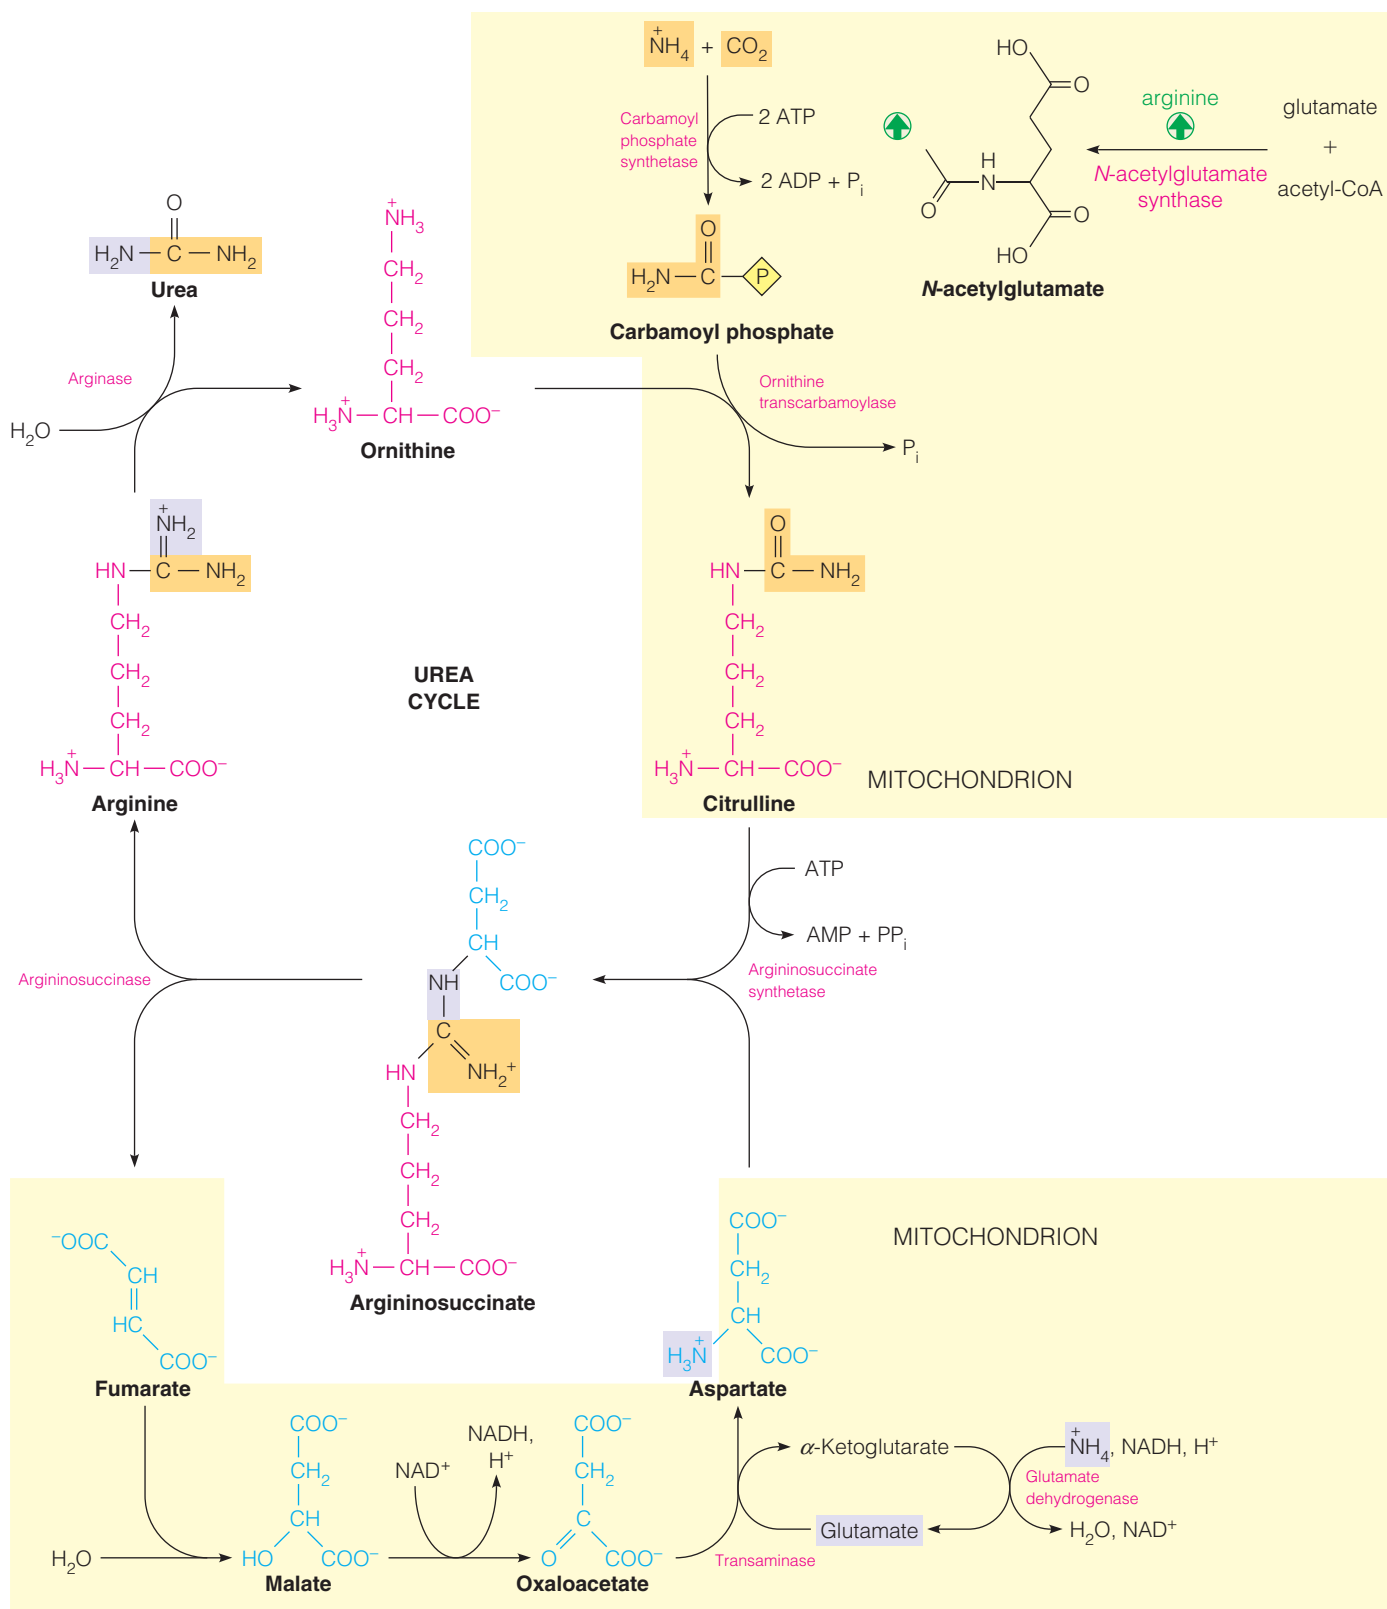 N⁺H₄ + CO₂
Carbamoyl
phosphate
synthetase
2 ATP
2 ADP + Pᵢ
H₂N—C—P
O
Carbamoyl phosphate
HO
O
H
N
O
O
HO
N-acetylglutamate
arginine
N-acetylglutamate
synthase
glutamate
+
acetyl-CoA
O
H₂N—C—NH₂
Urea
Arginase
H₂O
N⁺H₃
CH₂
CH₂
CH₂
H₃N⁺—CH—COO⁻
Ornithine
Ornithine
transcarbamoylase
Pᵢ
N⁺H₂
HN—C—NH₂
CH₂
CH₂
CH₂
H₃N⁺—CH—COO⁻
Arginine
UREA
CYCLE
O
HN—C—NH₂
CH₂
CH₂
CH₂
H₃N⁺—CH—COO⁻
Citrulline
MITOCHONDRION
ATP
AMP + PPᵢ
Argininosuccinate
synthetase
Argininosuccinase
COO⁻
CH₂
CH
NH
COO⁻
C
HN
NH₂⁺
CH₂
CH₂
CH₂
H₃N⁺—CH—COO⁻
Argininosuccinate
⁻OOC
CH
HC
COO⁻
Fumarate
MITOCHONDRION
COO⁻
CH₂
CH
H₃N⁺
COO⁻
Aspartate
H₂O
COO⁻
CH₂
CH
HO
COO⁻
Malate
NAD⁺
NADH,
H⁺
COO⁻
CH₂
C
O
COO⁻
Oxaloacetate
Transaminase
α-Ketoglutarate
Glutamate
N⁺H₄, NADH, H⁺
Glutamate
dehydrogenase
H₂O, NAD⁺